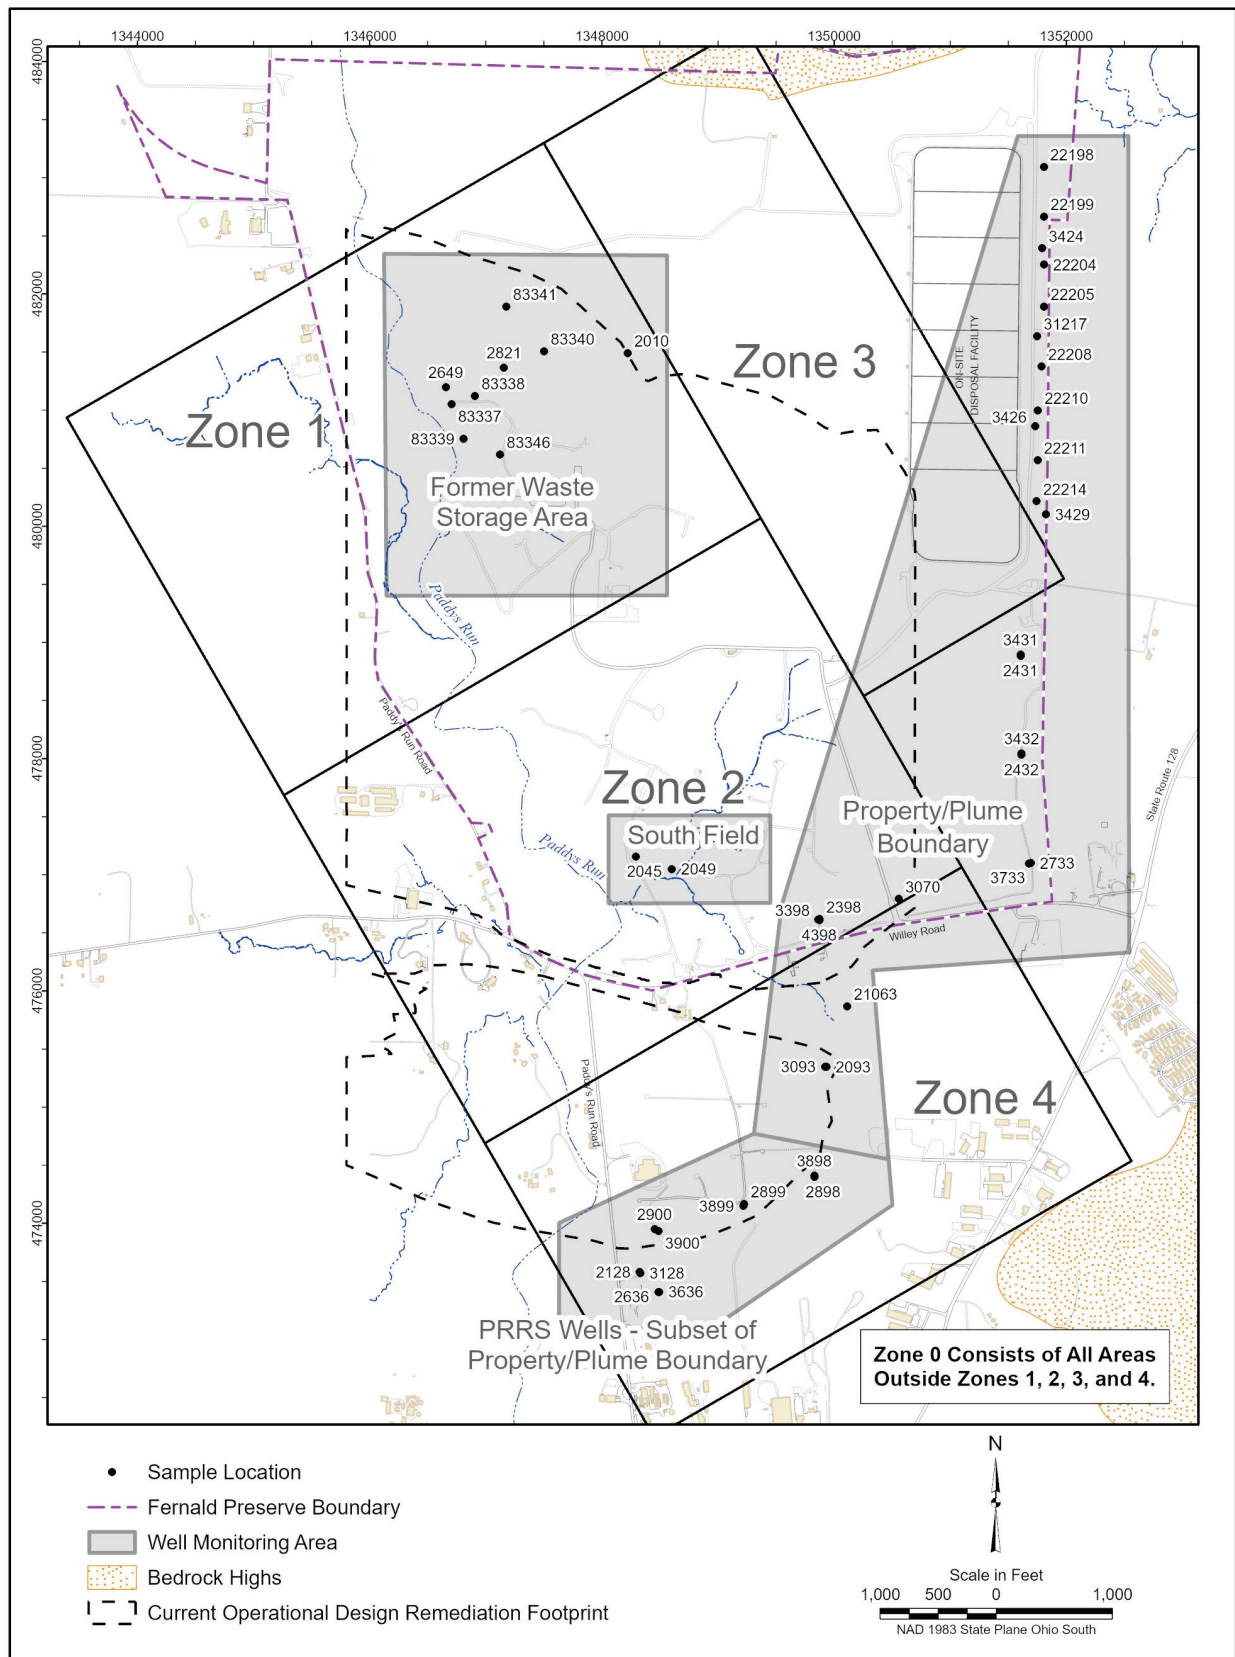 1344000
1346000
1348000
1350000
1352000
484000
482000
480000
478000
476000
474000
22198
22199
3424
22204
22205
31217
22208
22210
3426
22211
22214
3429
ON-SITE
DISPOSAL FACILITY
83341
83340
2010
2821
2649
83338
83337
83339
83346
Zone 3
Zone 1
Former Waste
Storage Area
Paddys Run
3431
2431
3432
2432
Paddy's Run Road
State Route 128
Zone 2
Property/Plume
Boundary
South Field
Paddys Run
2045
2049
2733
3733
3070
3398
2398
4398
Willey Road
21063
3093
2093
Zone 4
Paddy's Run Road
3898
2898
2899
3899
2900
3900
2128
3128
2636
3636
PRRS Wells - Subset of
Property/Plume Boundary
Zone 0 Consists of All Areas
Outside Zones 1, 2, 3, and 4.
Sample Location
Fernald Preserve Boundary
Well Monitoring Area
Bedrock Highs
Current Operational Design Remediation Footprint
N
Scale in Feet
1,000 500 0 1,000
NAD 1983 State Plane Ohio South